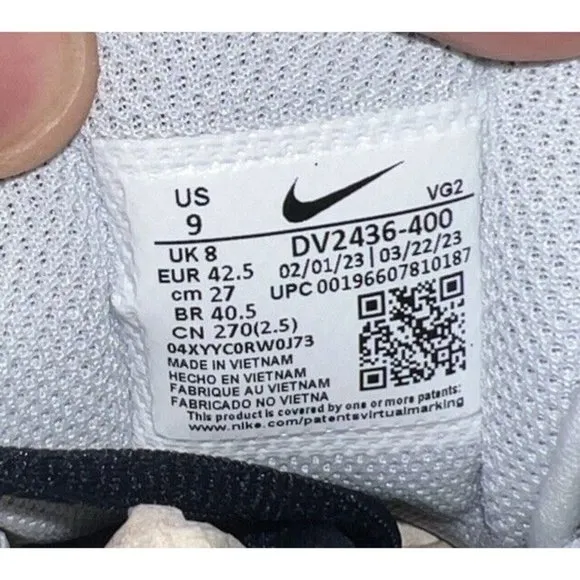 US
9
VG2
UK 8
DV2436-400
EUR 42.5
02/01/23 | 03/22/23
cm 27
UPC 00196607810187
BR 40.5
CN 270(2.5)
04XYYC0RW0J73
MADE IN VIETNAM
HECHO EN VIETNAM
FABRIQUE AU VIETNAM
FABRICADO NO VIETNA
This product is covered by one or more patents
www.nike.com/patentsvirtualmarking